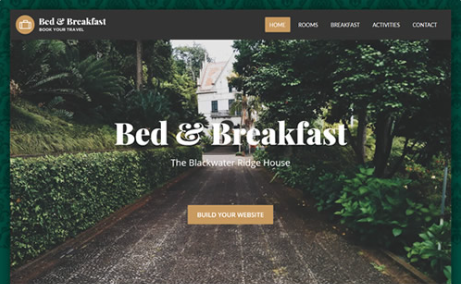 Bed & Breakfast
BOOK YOUR TRAVEL
HOME ROOMS BREAKFAST ACTIVITIES CONTACT
Bed & Breakfast
The Blackwater Ridge House
BUILD YOUR WEBSITE